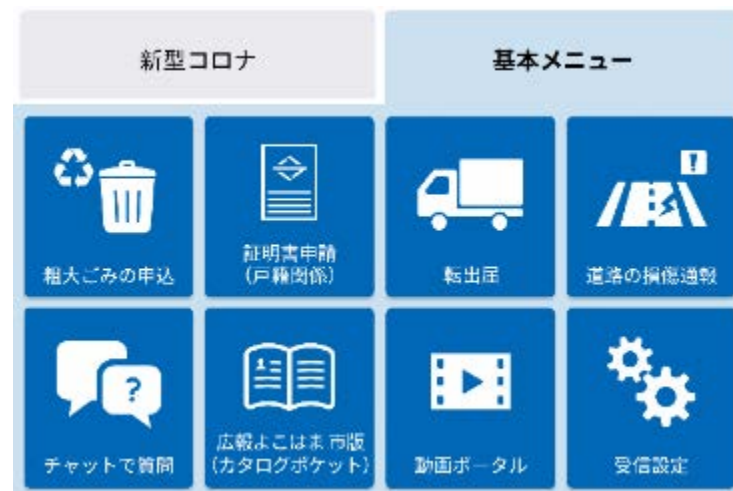 新型コロナ
基本メニュー
粗大ごみの申込
証明書申請
(戸籍関係)
転出届
道路の損傷通報
チャットで質問
広報よこはま 市版
(カタログポケット)
動画ポータル
受信設定